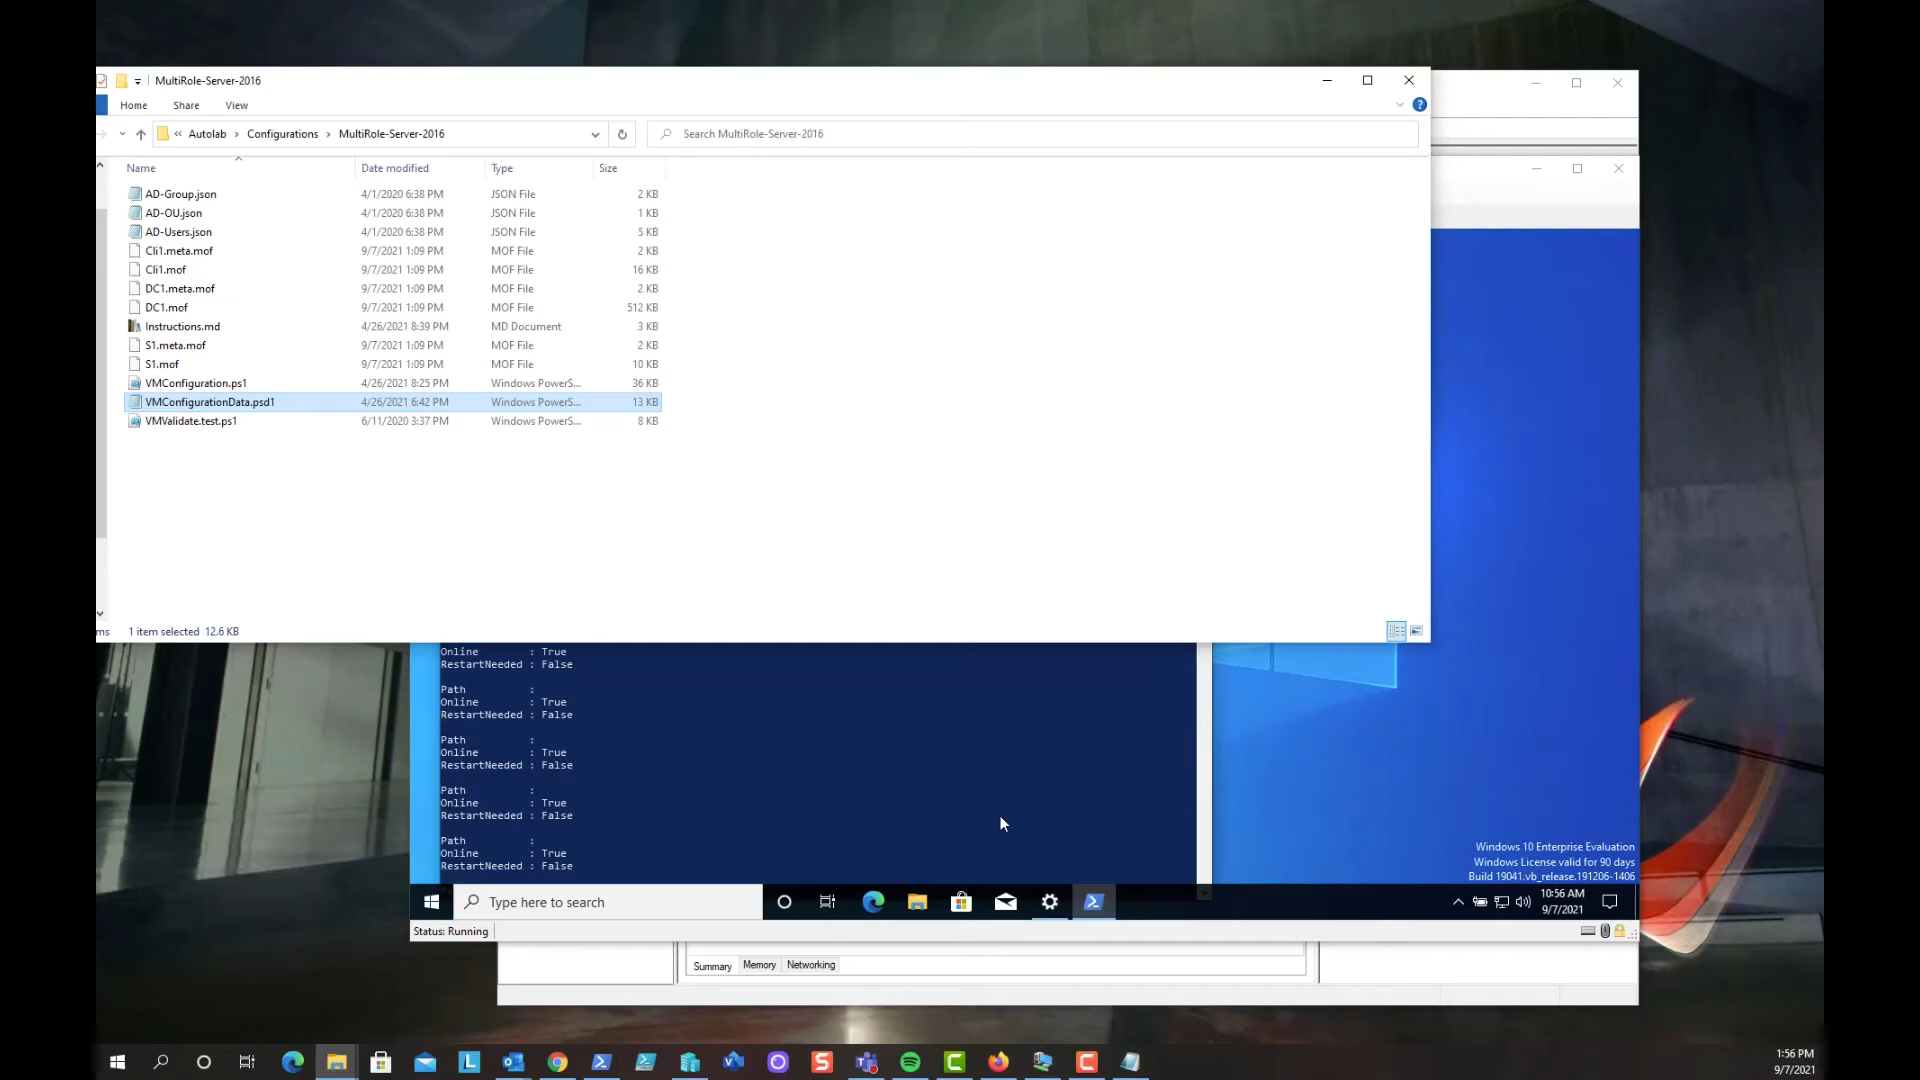 MultiRole-Server-2016
Home Share View
« Autolab › Configurations › MultiRole-Server-2016
Search MultiRole-Server-2016
Name Date modified Type Size
AD-Group.json 4/1/2020 6:38 PM JSON File 2 KB
AD-OU.json 4/1/2020 6:38 PM JSON File 1 KB
AD-Users.json 4/1/2020 6:38 PM JSON File 5 KB
Cli1.meta.mof 9/7/2021 1:09 PM MOF File 2 KB
Cli1.mof 9/7/2021 1:09 PM MOF File 16 KB
DC1.meta.mof 9/7/2021 1:09 PM MOF File 2 KB
DC1.mof 9/7/2021 1:09 PM MOF File 512 KB
Instructions.md 4/26/2021 8:39 PM MD Document 3 KB
S1.meta.mof 9/7/2021 1:09 PM MOF File 2 KB
S1.mof 9/7/2021 1:09 PM MOF File 10 KB
VMConfiguration.ps1 4/26/2021 8:25 PM Windows PowerS... 36 KB
VMConfigurationData.psd1 4/26/2021 6:42 PM Windows PowerS... 13 KB
VMValidate.test.ps1 6/11/2020 3:37 PM Windows PowerS... 8 KB
ms 1 item selected 12.6 KB
Online : True
RestartNeeded : False
Path :
Online : True
RestartNeeded : False
Path :
Online : True
RestartNeeded : False
Path :
Online : True
RestartNeeded : False
Path :
Online : True
RestartNeeded : False
Windows 10 Enterprise Evaluation
Windows License valid for 90 days
Build 19041.vb_release.191206-1406
Type here to search
10:56 AM
9/7/2021
Status: Running
Summary Memory Networking
1:56 PM
9/7/2021